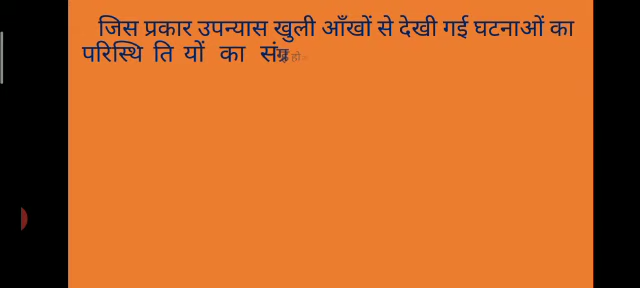 जिस प्रकार उपन्यास खुली आँखों से देखी गई घटनाओं का
परिस्थि ति यों का